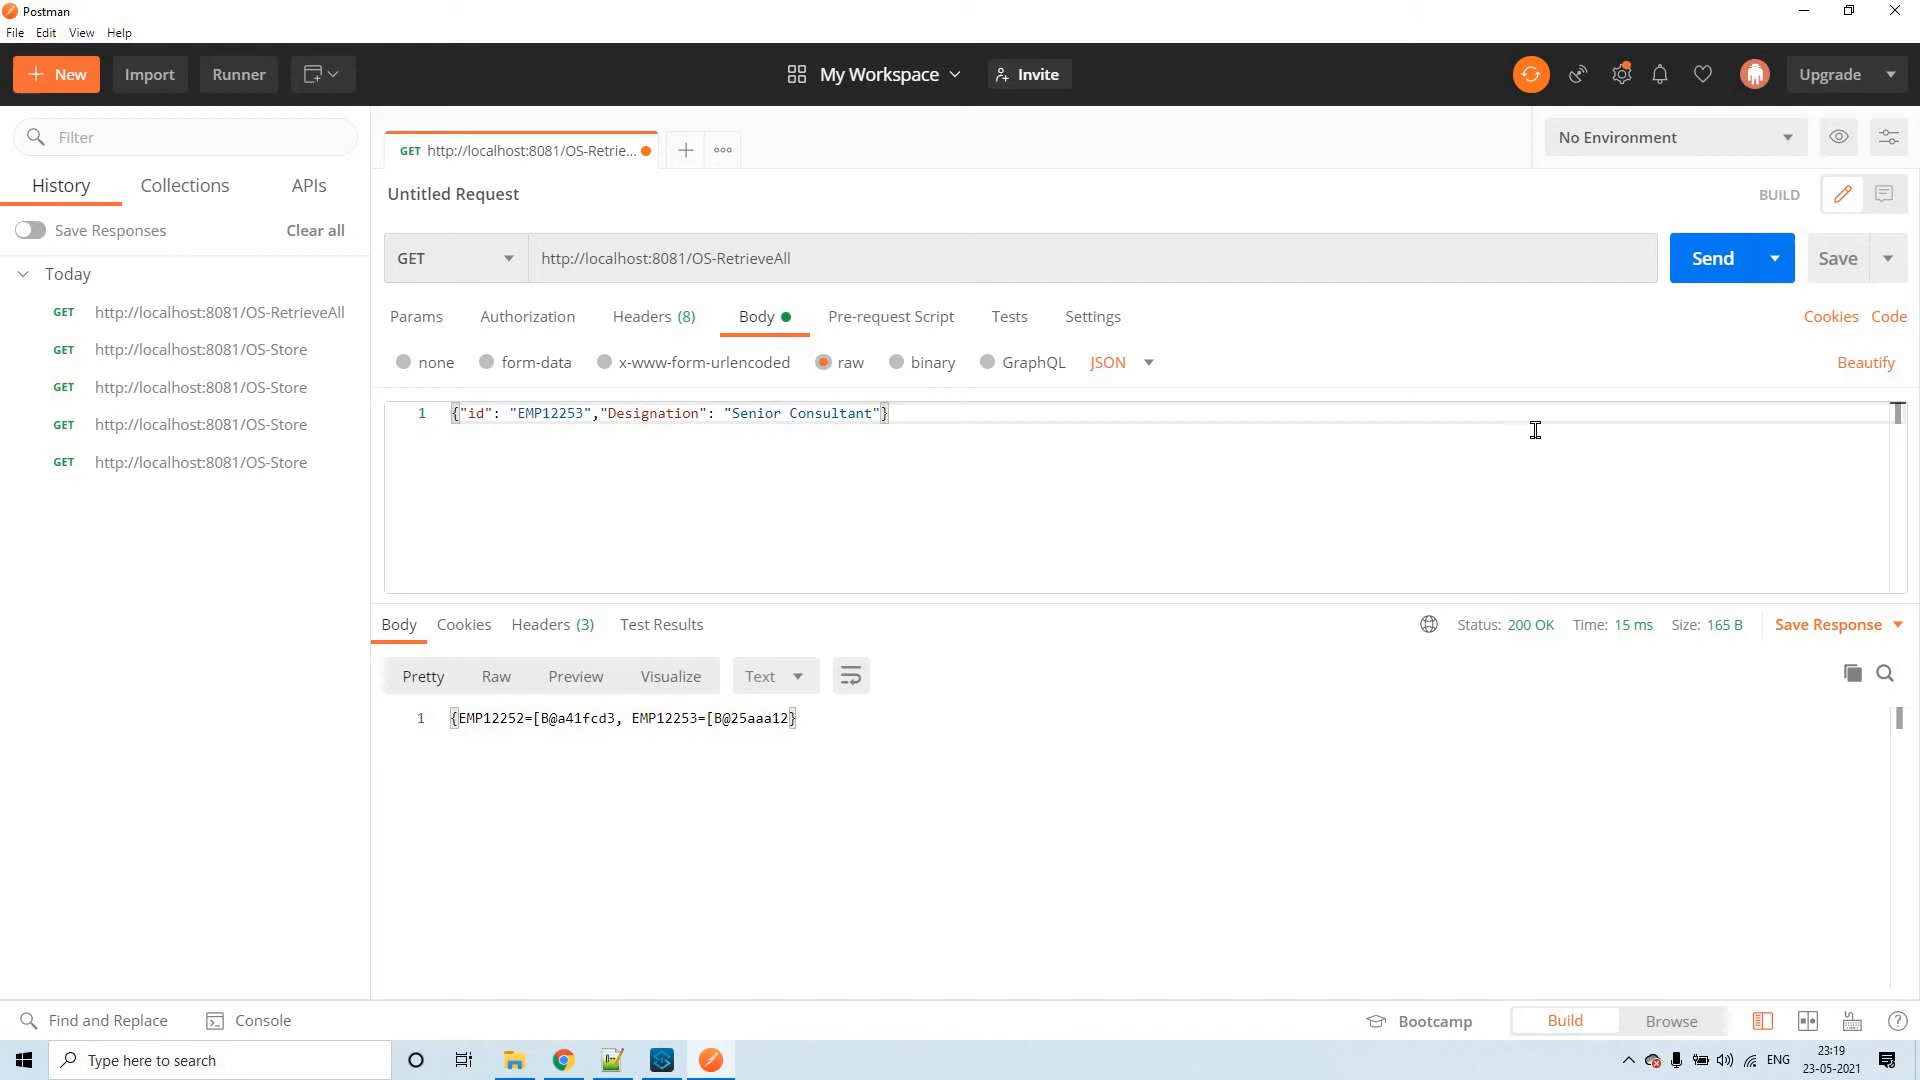 Postman
File Edit View Help
New Import Runner My Workspace Invite Upgrade
Filter
GET http://localhost:8081/OS-Retrie...
No Environment
History Collections APIs
Untitled Request
BUILD
Save Responses Clear all
GET http://localhost:8081/OS-RetrieveAll Send Save
Today
GET http://localhost:8081/OS-RetrieveAll
GET http://localhost:8081/OS-Store
GET http://localhost:8081/OS-Store
GET http://localhost:8081/OS-Store
GET http://localhost:8081/OS-Store
Params Authorization Headers (8) Body Pre-request Script Tests Settings Cookies Code
none form-data x-www-form-urlencoded raw binary GraphQL JSON Beautify
1 {"id": "EMP12253","Designation": "Senior Consultant"}
Body Cookies Headers (3) Test Results Status: 200 OK Time: 15 ms Size: 165 B Save Response
Pretty Raw Preview Visualize Text
1 {EMP12252=[B@a41fcd3, EMP12253=[B@25aaa12}
Find and Replace Console Bootcamp Build Browse
Type here to search
ENG
23:19
23-05-2021